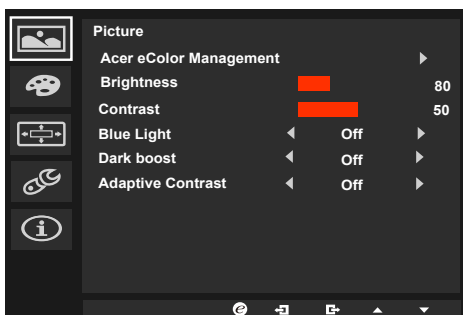 Picture
Acer eColor Management
Brightness 80
Contrast 50
Blue Light Off
Dark boost Off
Adaptive Contrast Off